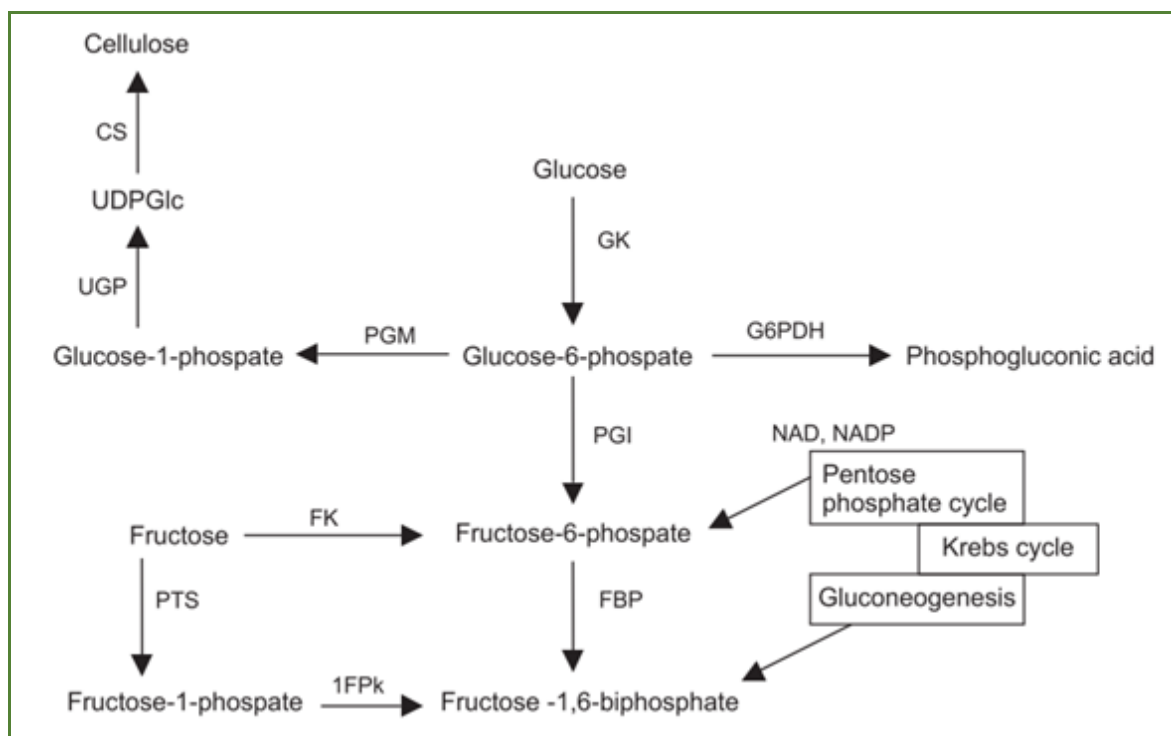 Cellulose
CS
Glucose
UDPGlc
GK
UGP
PGM
G6PDH
Glucose-1-phospate
Glucose-6-phospate
Phosphogluconic acid
PGI
NAD, NADP
Pentose
phosphate cycle
Fructose
FK
Fructose-6-phospate
Krebs cycle
PTS
FBP
Gluconeogenesis
Fructose-1-phospate
1FPk
Fructose -1,6-biphosphate